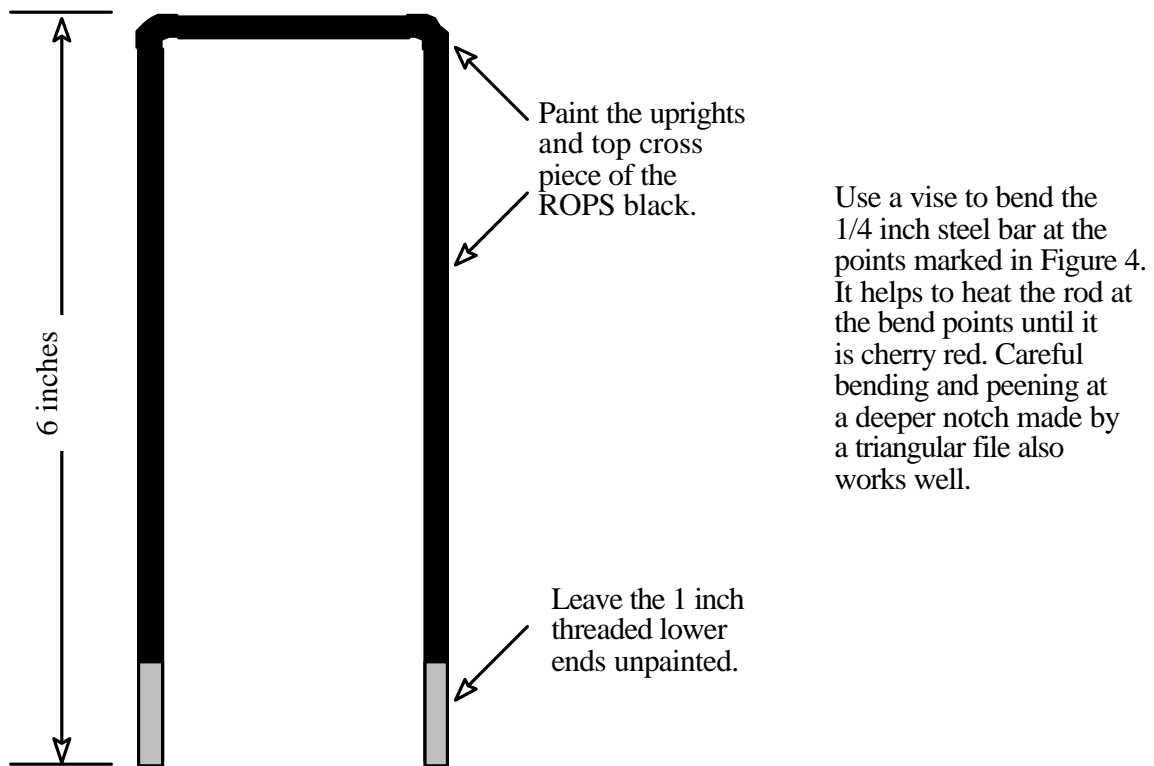 6 inches
Paint the uprights
and top cross
piece of the
ROPS black.
Use a vise to bend the
1/4 inch steel bar at the
points marked in Figure 4.
It helps to heat the rod at
the bend points until it
is cherry red. Careful
bending and peening at
a deeper notch made by
a triangular file also
works well.
Leave the 1 inch
threaded lower
ends unpainted.